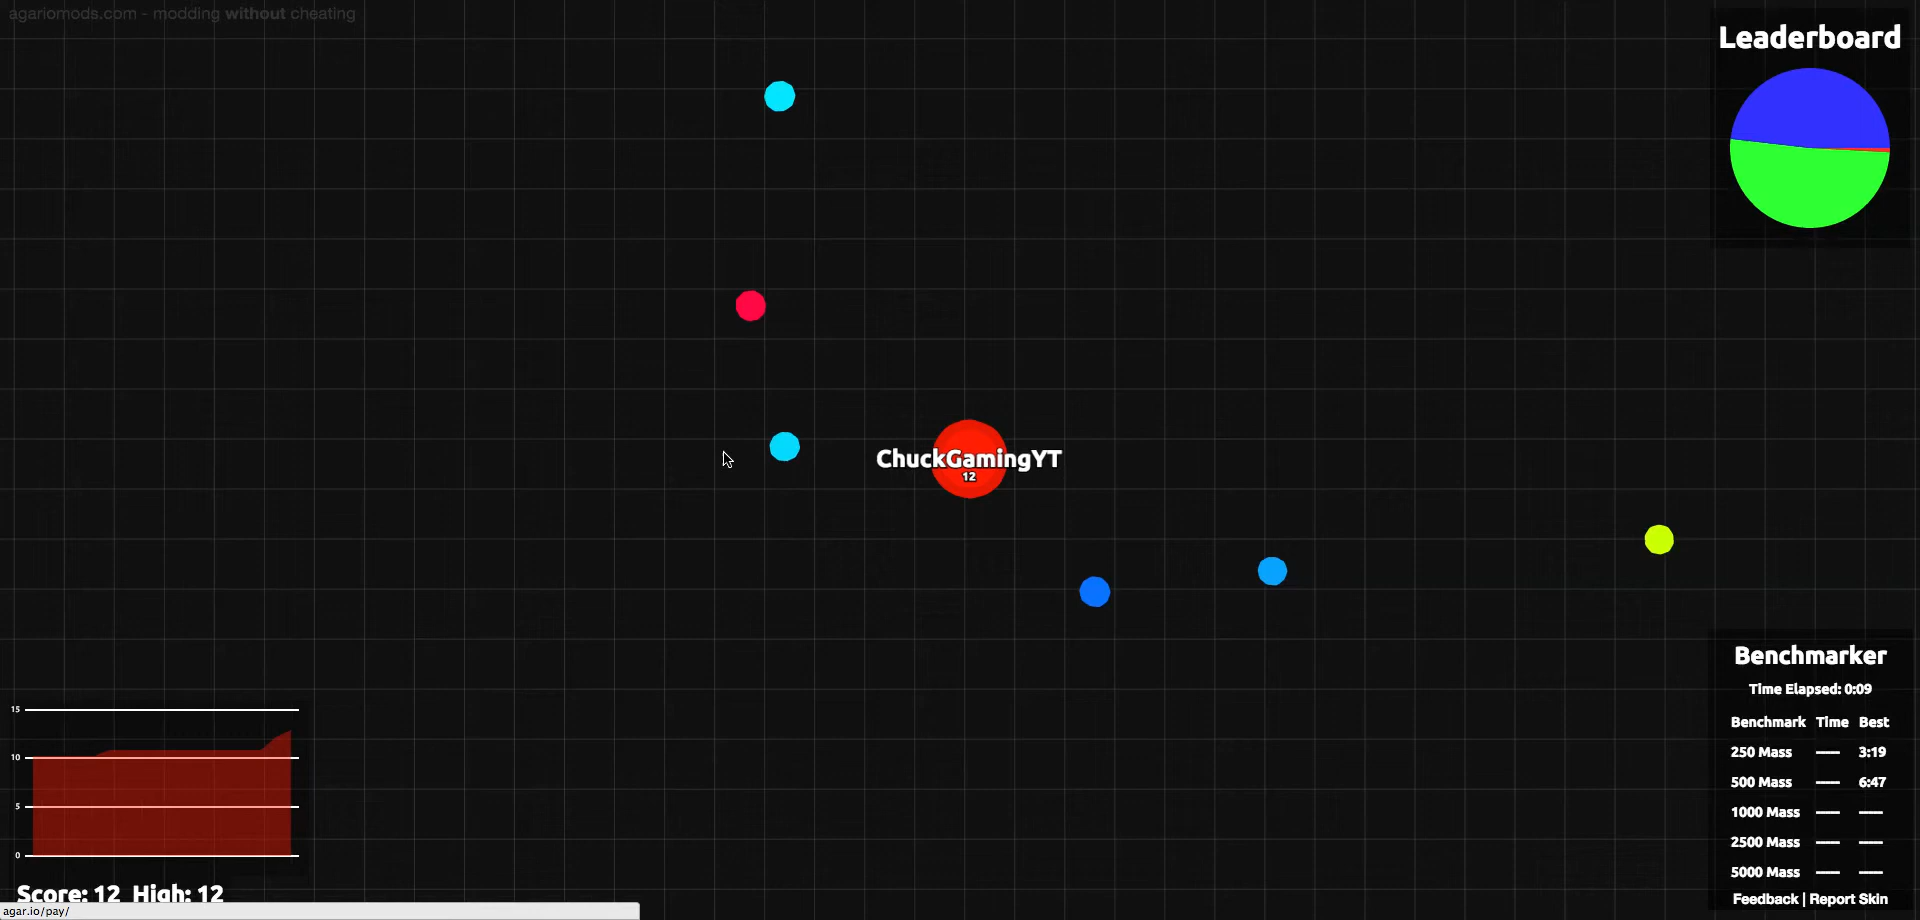 agariomods.com - modding without cheating
Leaderboard
ChuckGamingYT
12
Benchmarker
Time Elapsed: 0:09
Benchmark Time Best
250 Mass —— 3:19
500 Mass —— 6:47
1000 Mass —— ——
2500 Mass —— ——
5000 Mass —— ——
Feedback | Report Skin
15
10
5
0
Score: 12 High: 12
agar.io/pay/